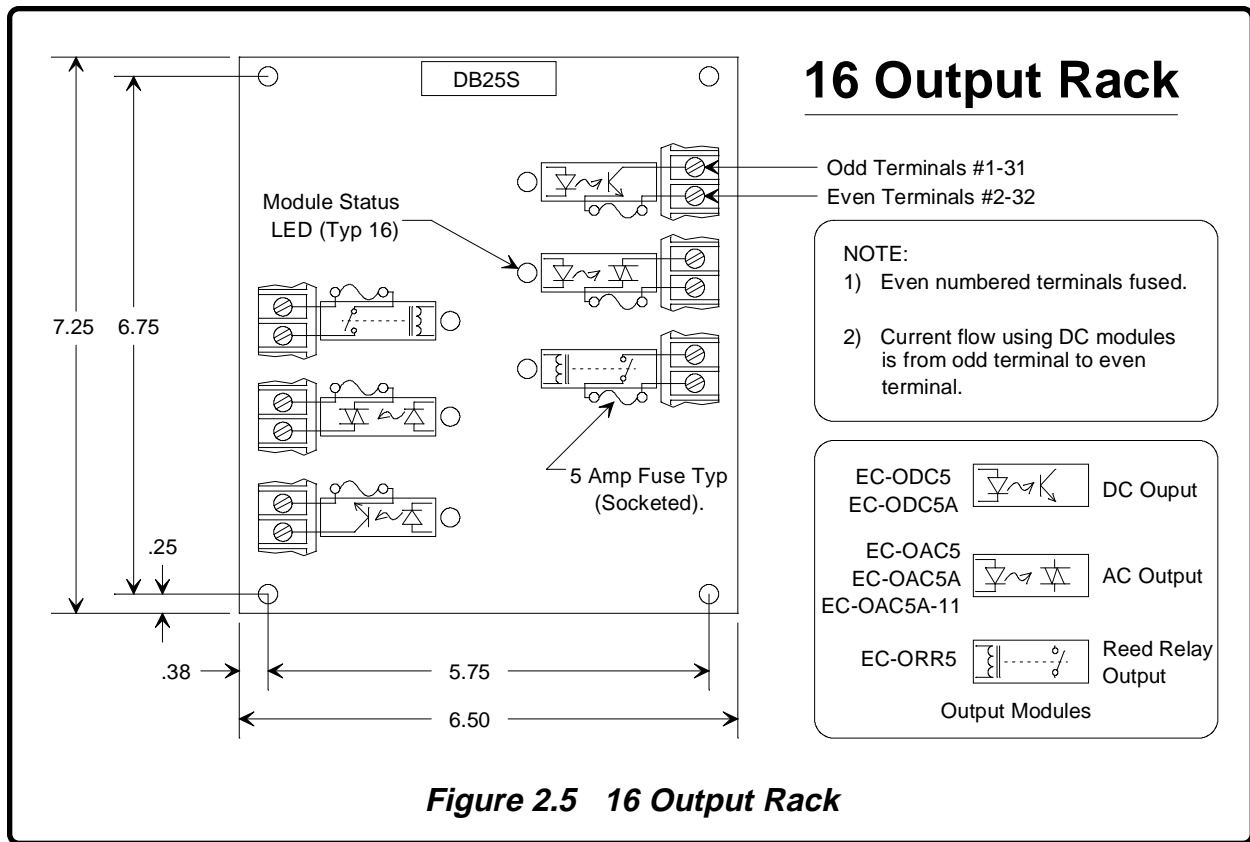 16 Output Rack
DB25S
Odd Terminals #1-31
Even Terminals #2-32
Module Status
LED (Typ 16)
NOTE:
1) Even numbered terminals fused.
2) Current flow using DC modules
is from odd terminal to even
terminal.
7.25
6.75
5 Amp Fuse Typ
(Socketed).
.25
.38
5.75
6.50
EC-ODC5
EC-ODC5A
DC Ouput
EC-OAC5
EC-OAC5A
EC-OAC5A-11
AC Output
EC-ORR5
Reed Relay
Output
Output Modules
Figure 2.5 16 Output Rack